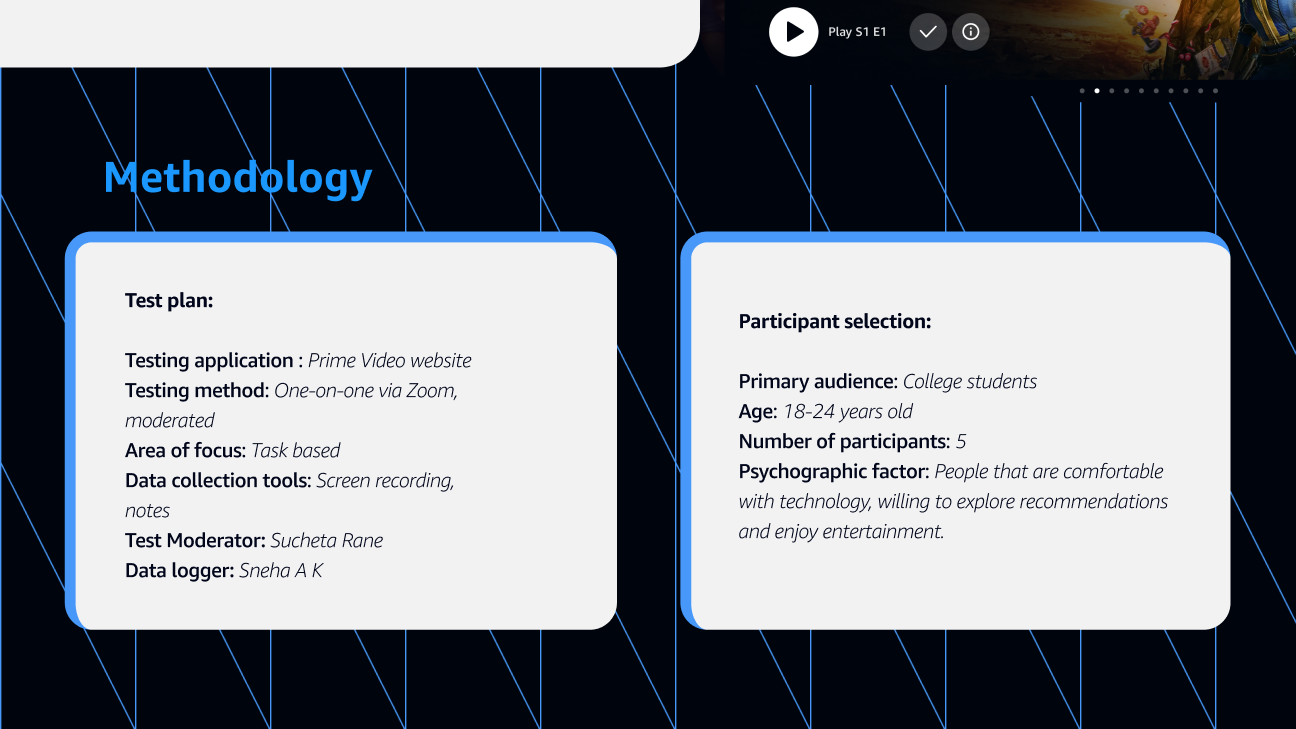 Play S1 E1
Methodology
Test plan:
Testing application : Prime Video website
Testing method: One-on-one via Zoom,
moderated
Area of focus: Task based
Data collection tools: Screen recording,
notes
Test Moderator: Sucheta Rane
Data logger: Sneha A K
Participant selection:
Primary audience: College students
Age: 18-24 years old
Number of participants: 5
Psychographic factor: People that are comfortable
with technology, willing to explore recommendations
and enjoy entertainment.